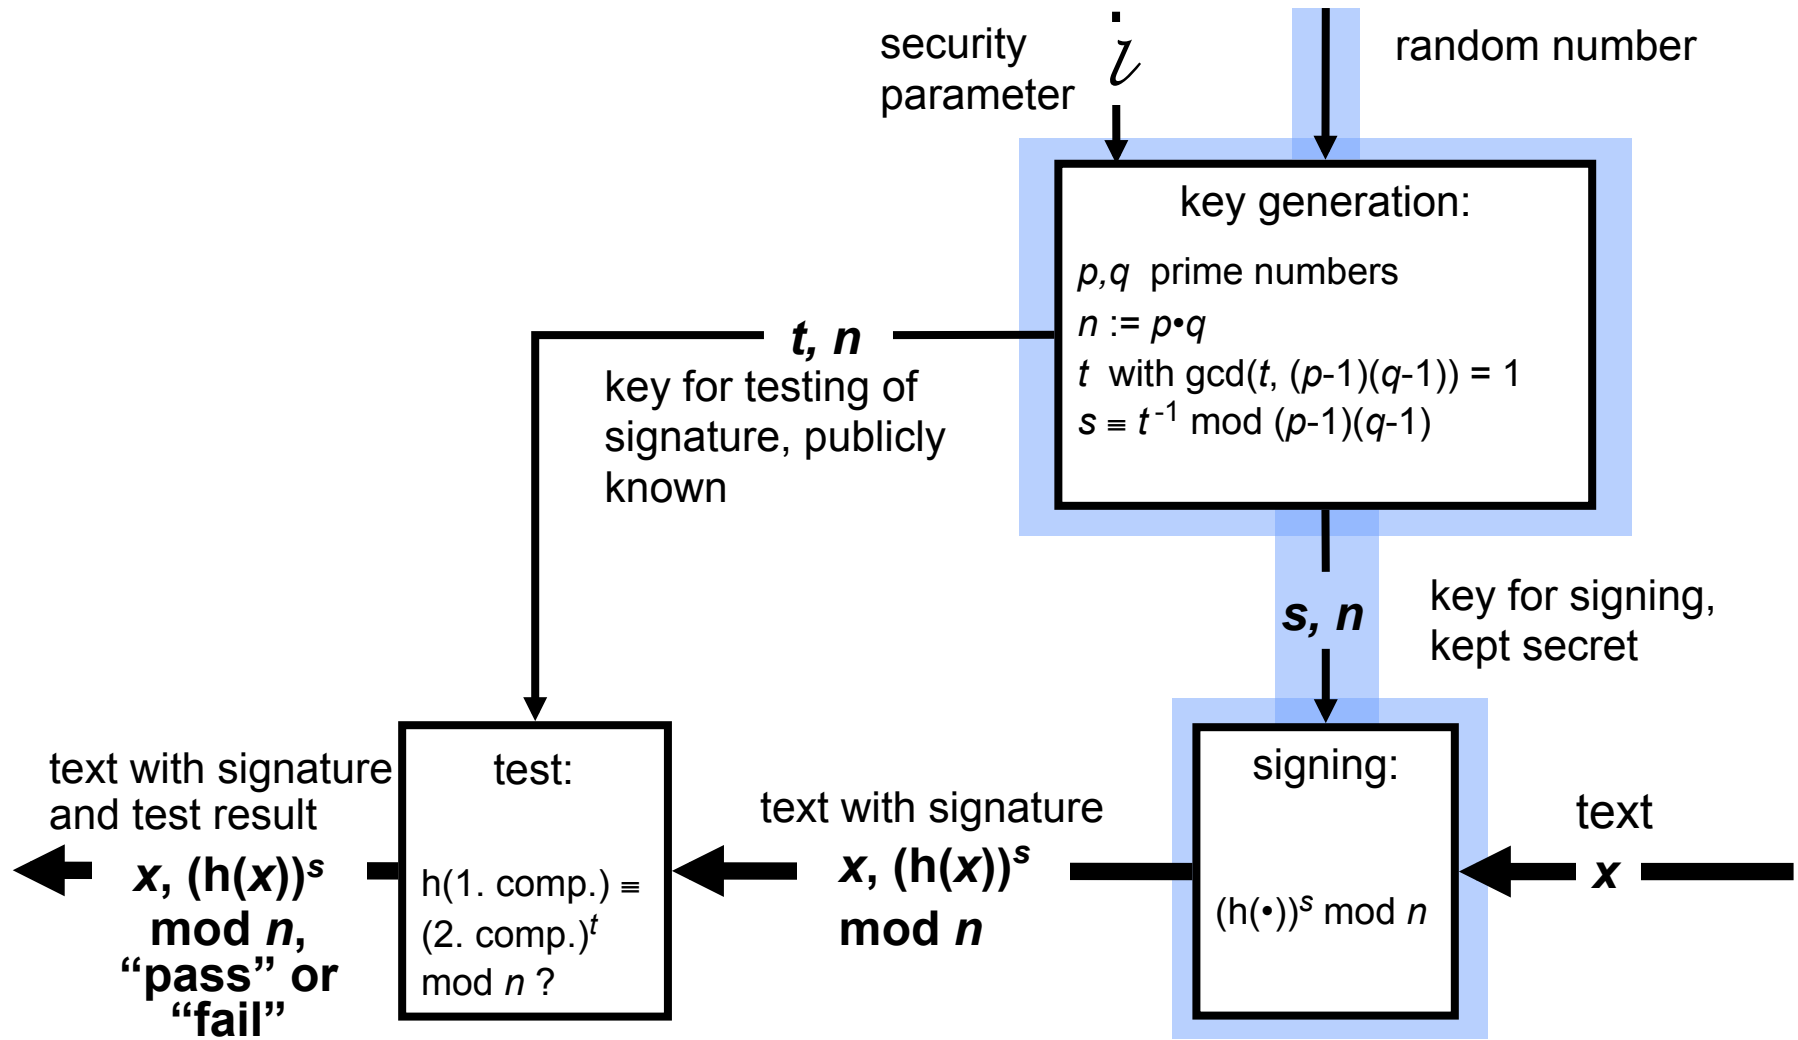 security
parameter
i
random number
key generation:
p,q prime numbers
n := p•q
t with gcd(t, (p-1)(q-1)) = 1
s ≡ t⁻¹ mod (p-1)(q-1)
t, n
key for testing of
signature, publicly
known
s, n
key for signing,
kept secret
text with signature
and test result
x, (h(x))ˢ
mod n,
“pass” or
“fail”
test:
h(1. comp.) ≡
(2. comp.)ᵗ
mod n ?
text with signature
x, (h(x))ˢ
mod n
signing:
(h(•))ˢ mod n
text
x